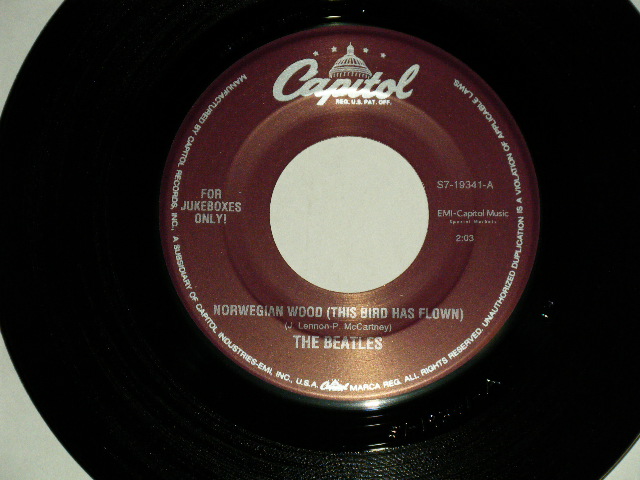 Capitol
REG. U.S. PAT. OFF.
MANUFACTURED BY CAPITOL RECORDS, INC., A SUBSIDIARY OF CAPITOL INDUSTRIES-EMI, INC., U.S.A. Capitol MARCA REG. ALL RIGHTS RESERVED. UNAUTHORIZED DUPLICATION IS A VIOLATION OF APPLICABLE LAWS.
FOR
JUKEBOXES
ONLY!
S7-19341-A
EMI-Capitol Music
Special Markets
2:03
NORWEGIAN WOOD (THIS BIRD HAS FLOWN)
(J. Lennon-P. McCartney)
THE BEATLES